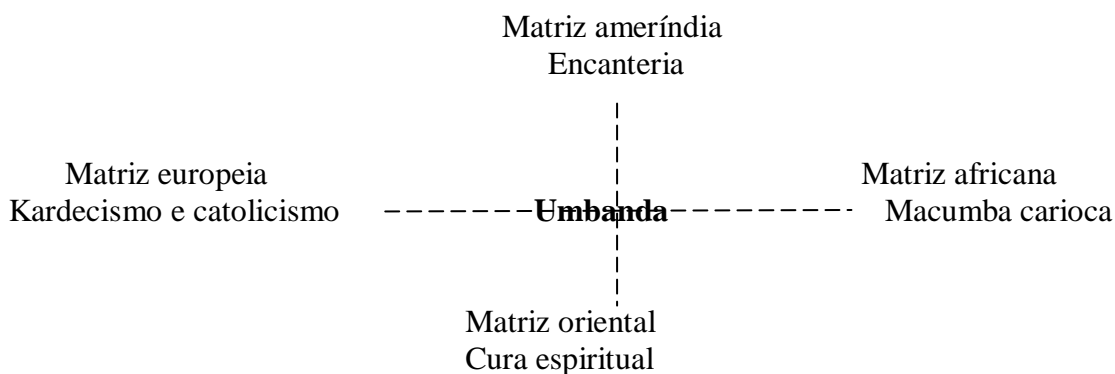 Matriz ameríndia
Encanteria
Matriz europeia
Kardecismo e catolicismo
Umbanda
Matriz africana
Macumba carioca
Matriz oriental
Cura espiritual